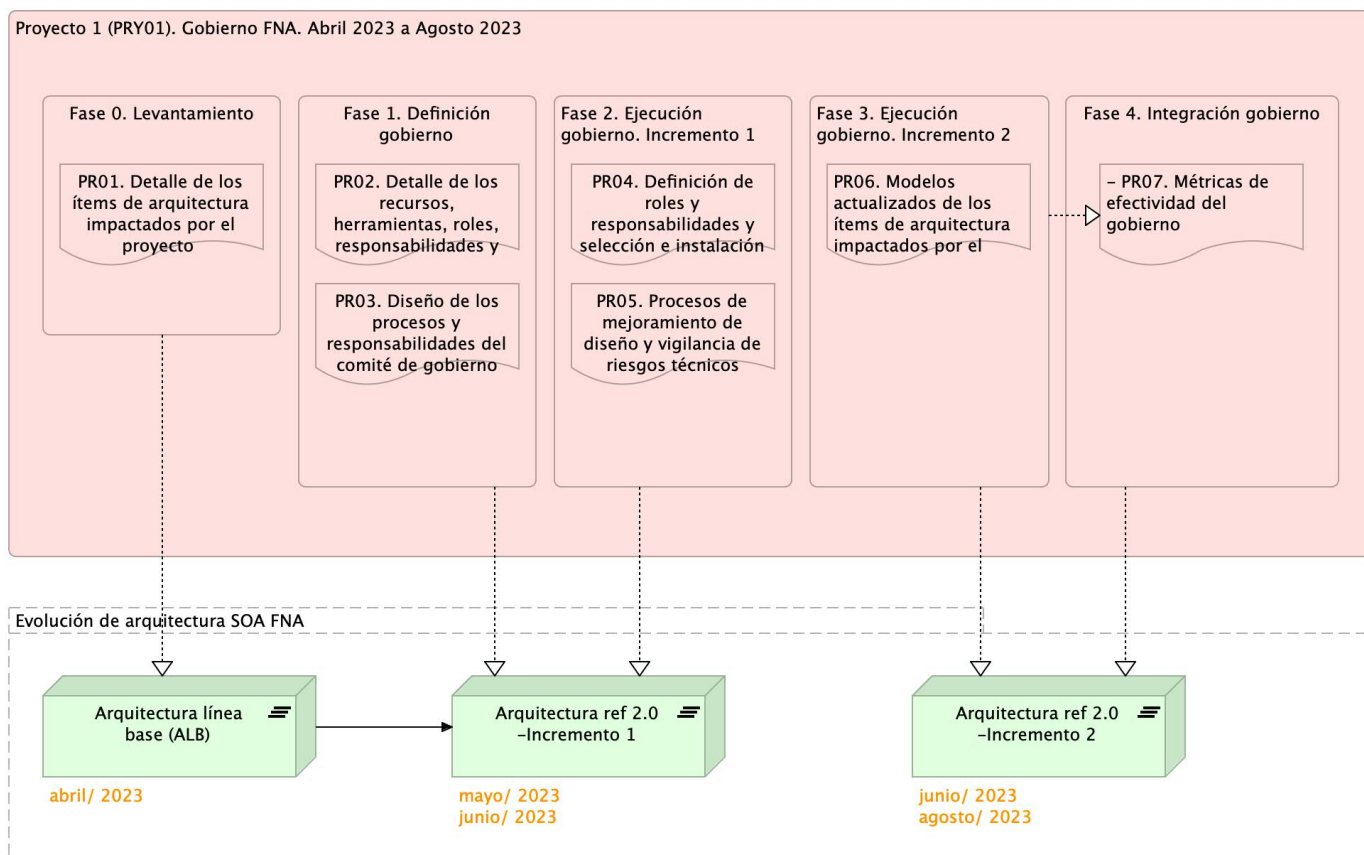 Proyecto 1 (PRY01). Gobierno FNA. Abril 2023 a Agosto 2023
Fase 0. Levantamiento
PR01. Detalle de los
ítems de arquitectura
impactados por el
proyecto
Fase 1. Definición
gobierno
PR02. Detalle de los
recursos,
herramientas, roles,
responsabilidades y
PR03. Diseño de los
procesos y
responsabilidades del
comité de gobierno
Fase 2. Ejecución
gobierno. Incremento 1
PR04. Definición de
roles y
responsabilidades y
selección e instalación
PR05. Procesos de
mejoramiento de
diseño y vigilancia de
riesgos técnicos
Fase 3. Ejecución
gobierno. Incremento 2
PR06. Modelos
actualizados de los
ítems de arquitectura
impactados por el
Fase 4. Integración gobierno
– PR07. Métricas de
efectividad del
gobierno
Evolución de arquitectura SOA FNA
Arquitectura línea
base (ALB)
abril/ 2023
Arquitectura ref 2.0
–Incremento 1
mayo/ 2023
junio/ 2023
Arquitectura ref 2.0
–Incremento 2
junio/ 2023
agosto/ 2023